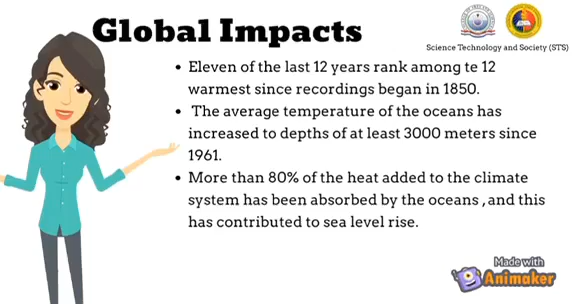 Global Impacts
Science Technology and Society (STS)
• Eleven of the last 12 years rank among te 12
warmest since recordings began in 1850.
• The average temperature of the oceans has
increased to depths of at least 3000 meters since
1961.
• More than 80% of the heat added to the climate
system has been absorbed by the oceans , and this
has contributed to sea level rise.
Made with
Animaker